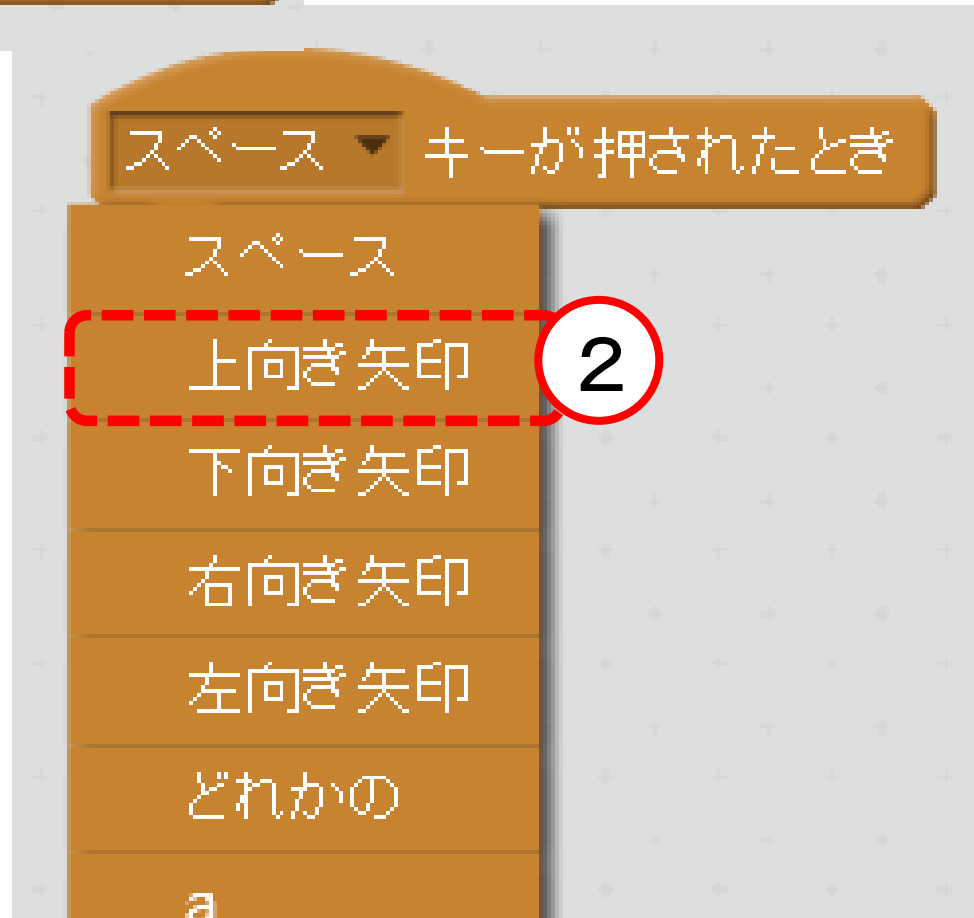 スペース ▼ キーが押されたとき
スペース
上向き矢印
2
下向き矢印
右向き矢印
左向き矢印
どれかの
a